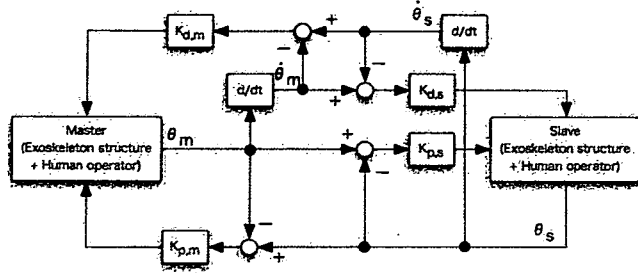 K_d,m
+
θ̇_s
d/dt
−
−
d/dt
θ̇_m
+
K_d,s
Master
(Exoskeleton structure
+ Human operator)
θ_m
+
K_p,s
Slave
(Exoskeleton structure
+ Human operator)
−
−
K_p,m
+
θ_s